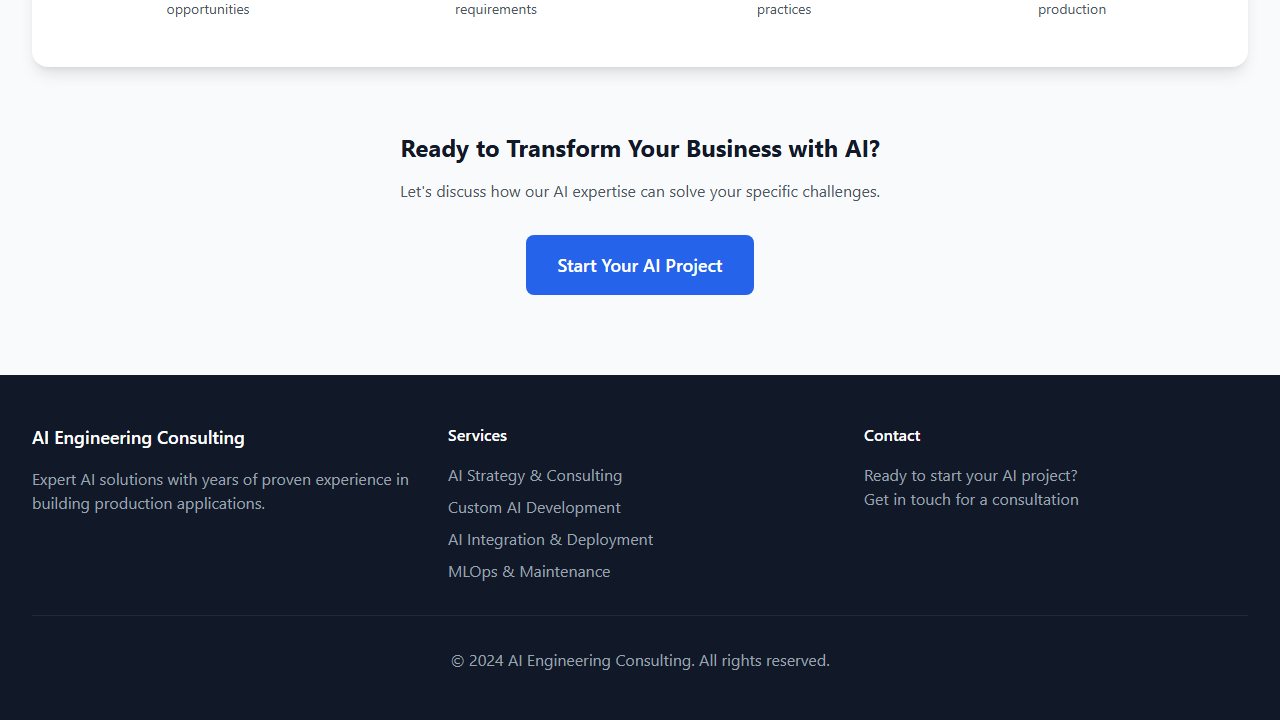 opportunities
requirements
practices
production
Ready to Transform Your Business with AI?
Let's discuss how our AI expertise can solve your specific challenges.
Start Your AI Project
AI Engineering Consulting
Expert AI solutions with years of proven experience in
building production applications.
Services
AI Strategy & Consulting
Custom AI Development
AI Integration & Deployment
MLOps & Maintenance
Contact
Ready to start your AI project?
Get in touch for a consultation
© 2024 AI Engineering Consulting. All rights reserved.